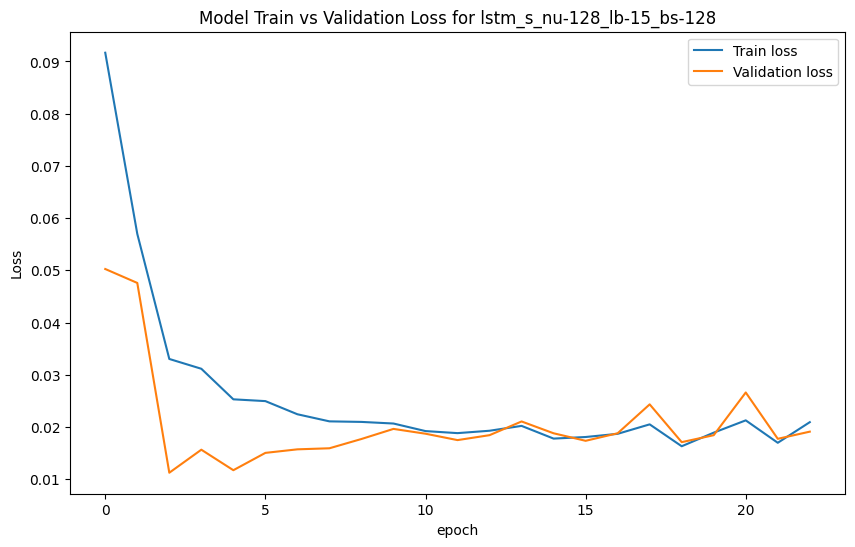 Model Train vs Validation Loss for lstm_s_nu-128_lb-15_bs-128
Train loss
Validation loss
0.09
0.08
0.07
0.06
0.05
0.04
0.03
0.02
0.01
Loss
0 5 10 15 20
epoch